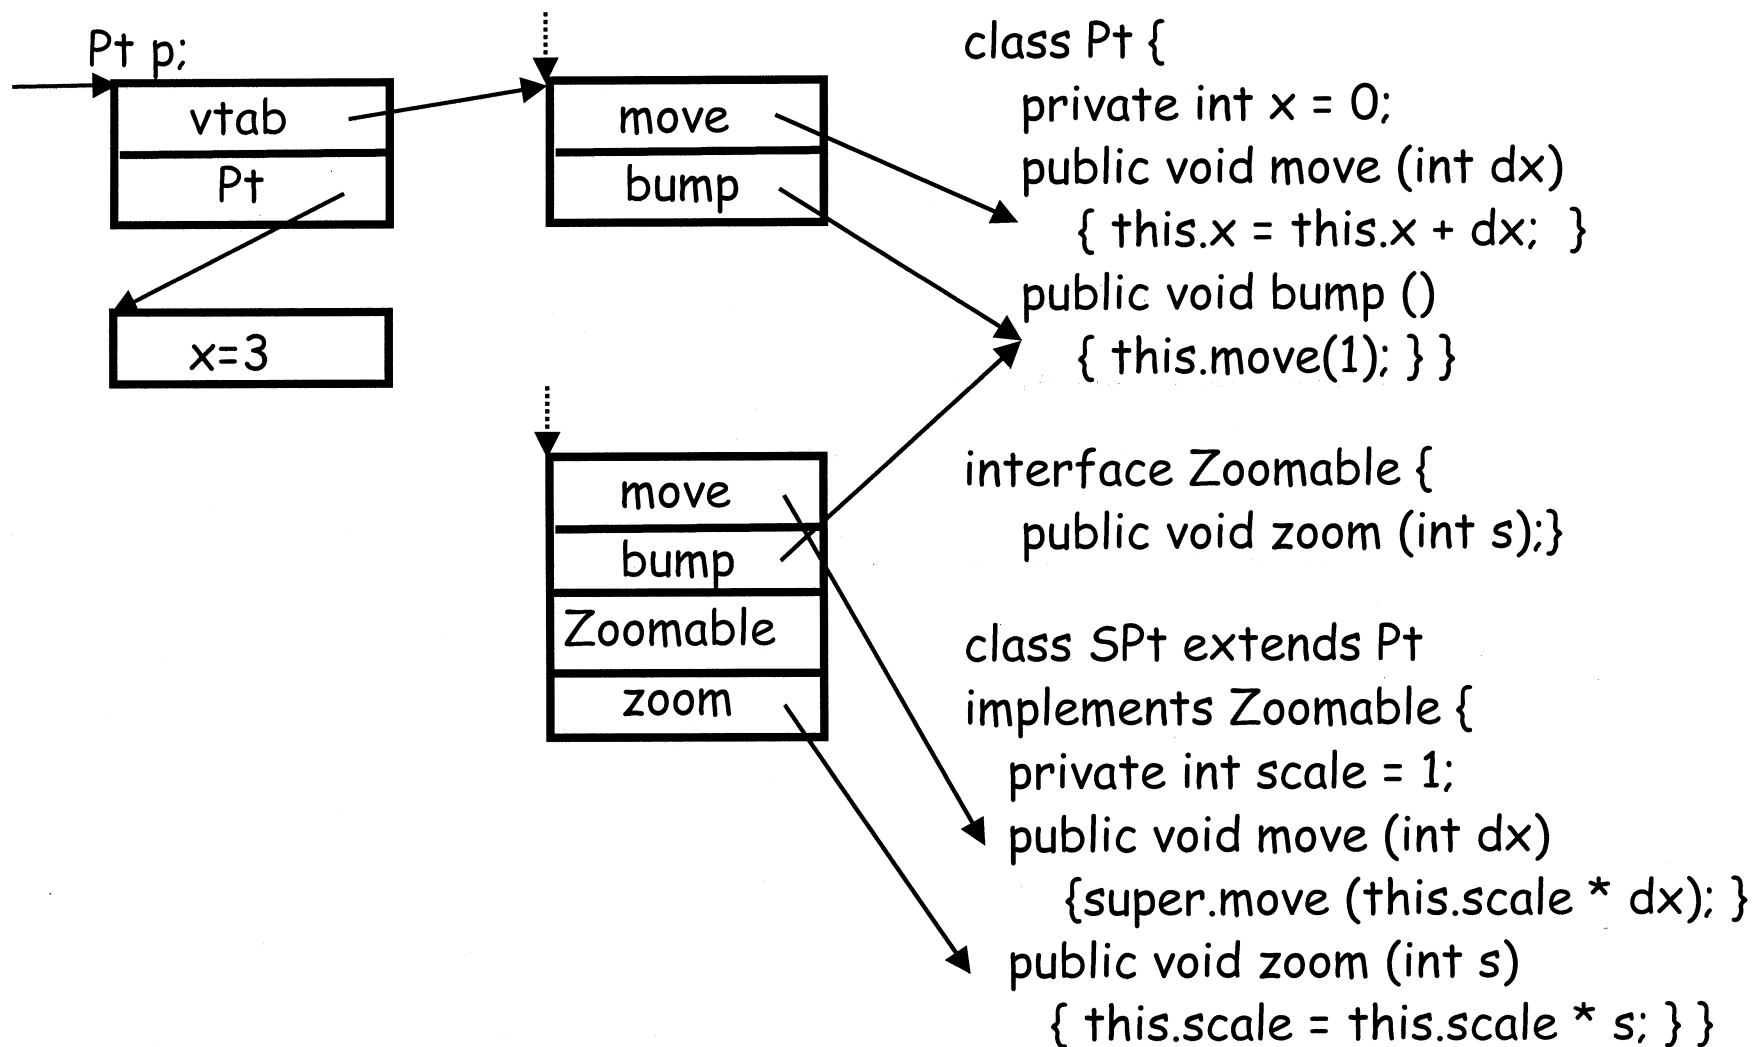 Pt p;
vtab
Pt
x=3
move
bump
move
bump
Zoomable
zoom
class Pt {
private int x = 0;
public void move (int dx)
{ this.x = this.x + dx; }
public void bump ()
{ this.move(1); } }
interface Zoomable {
public void zoom (int s);}
class SPt extends Pt
implements Zoomable {
private int scale = 1;
public void move (int dx)
{super.move (this.scale * dx); }
public void zoom (int s)
{ this.scale = this.scale * s; } }